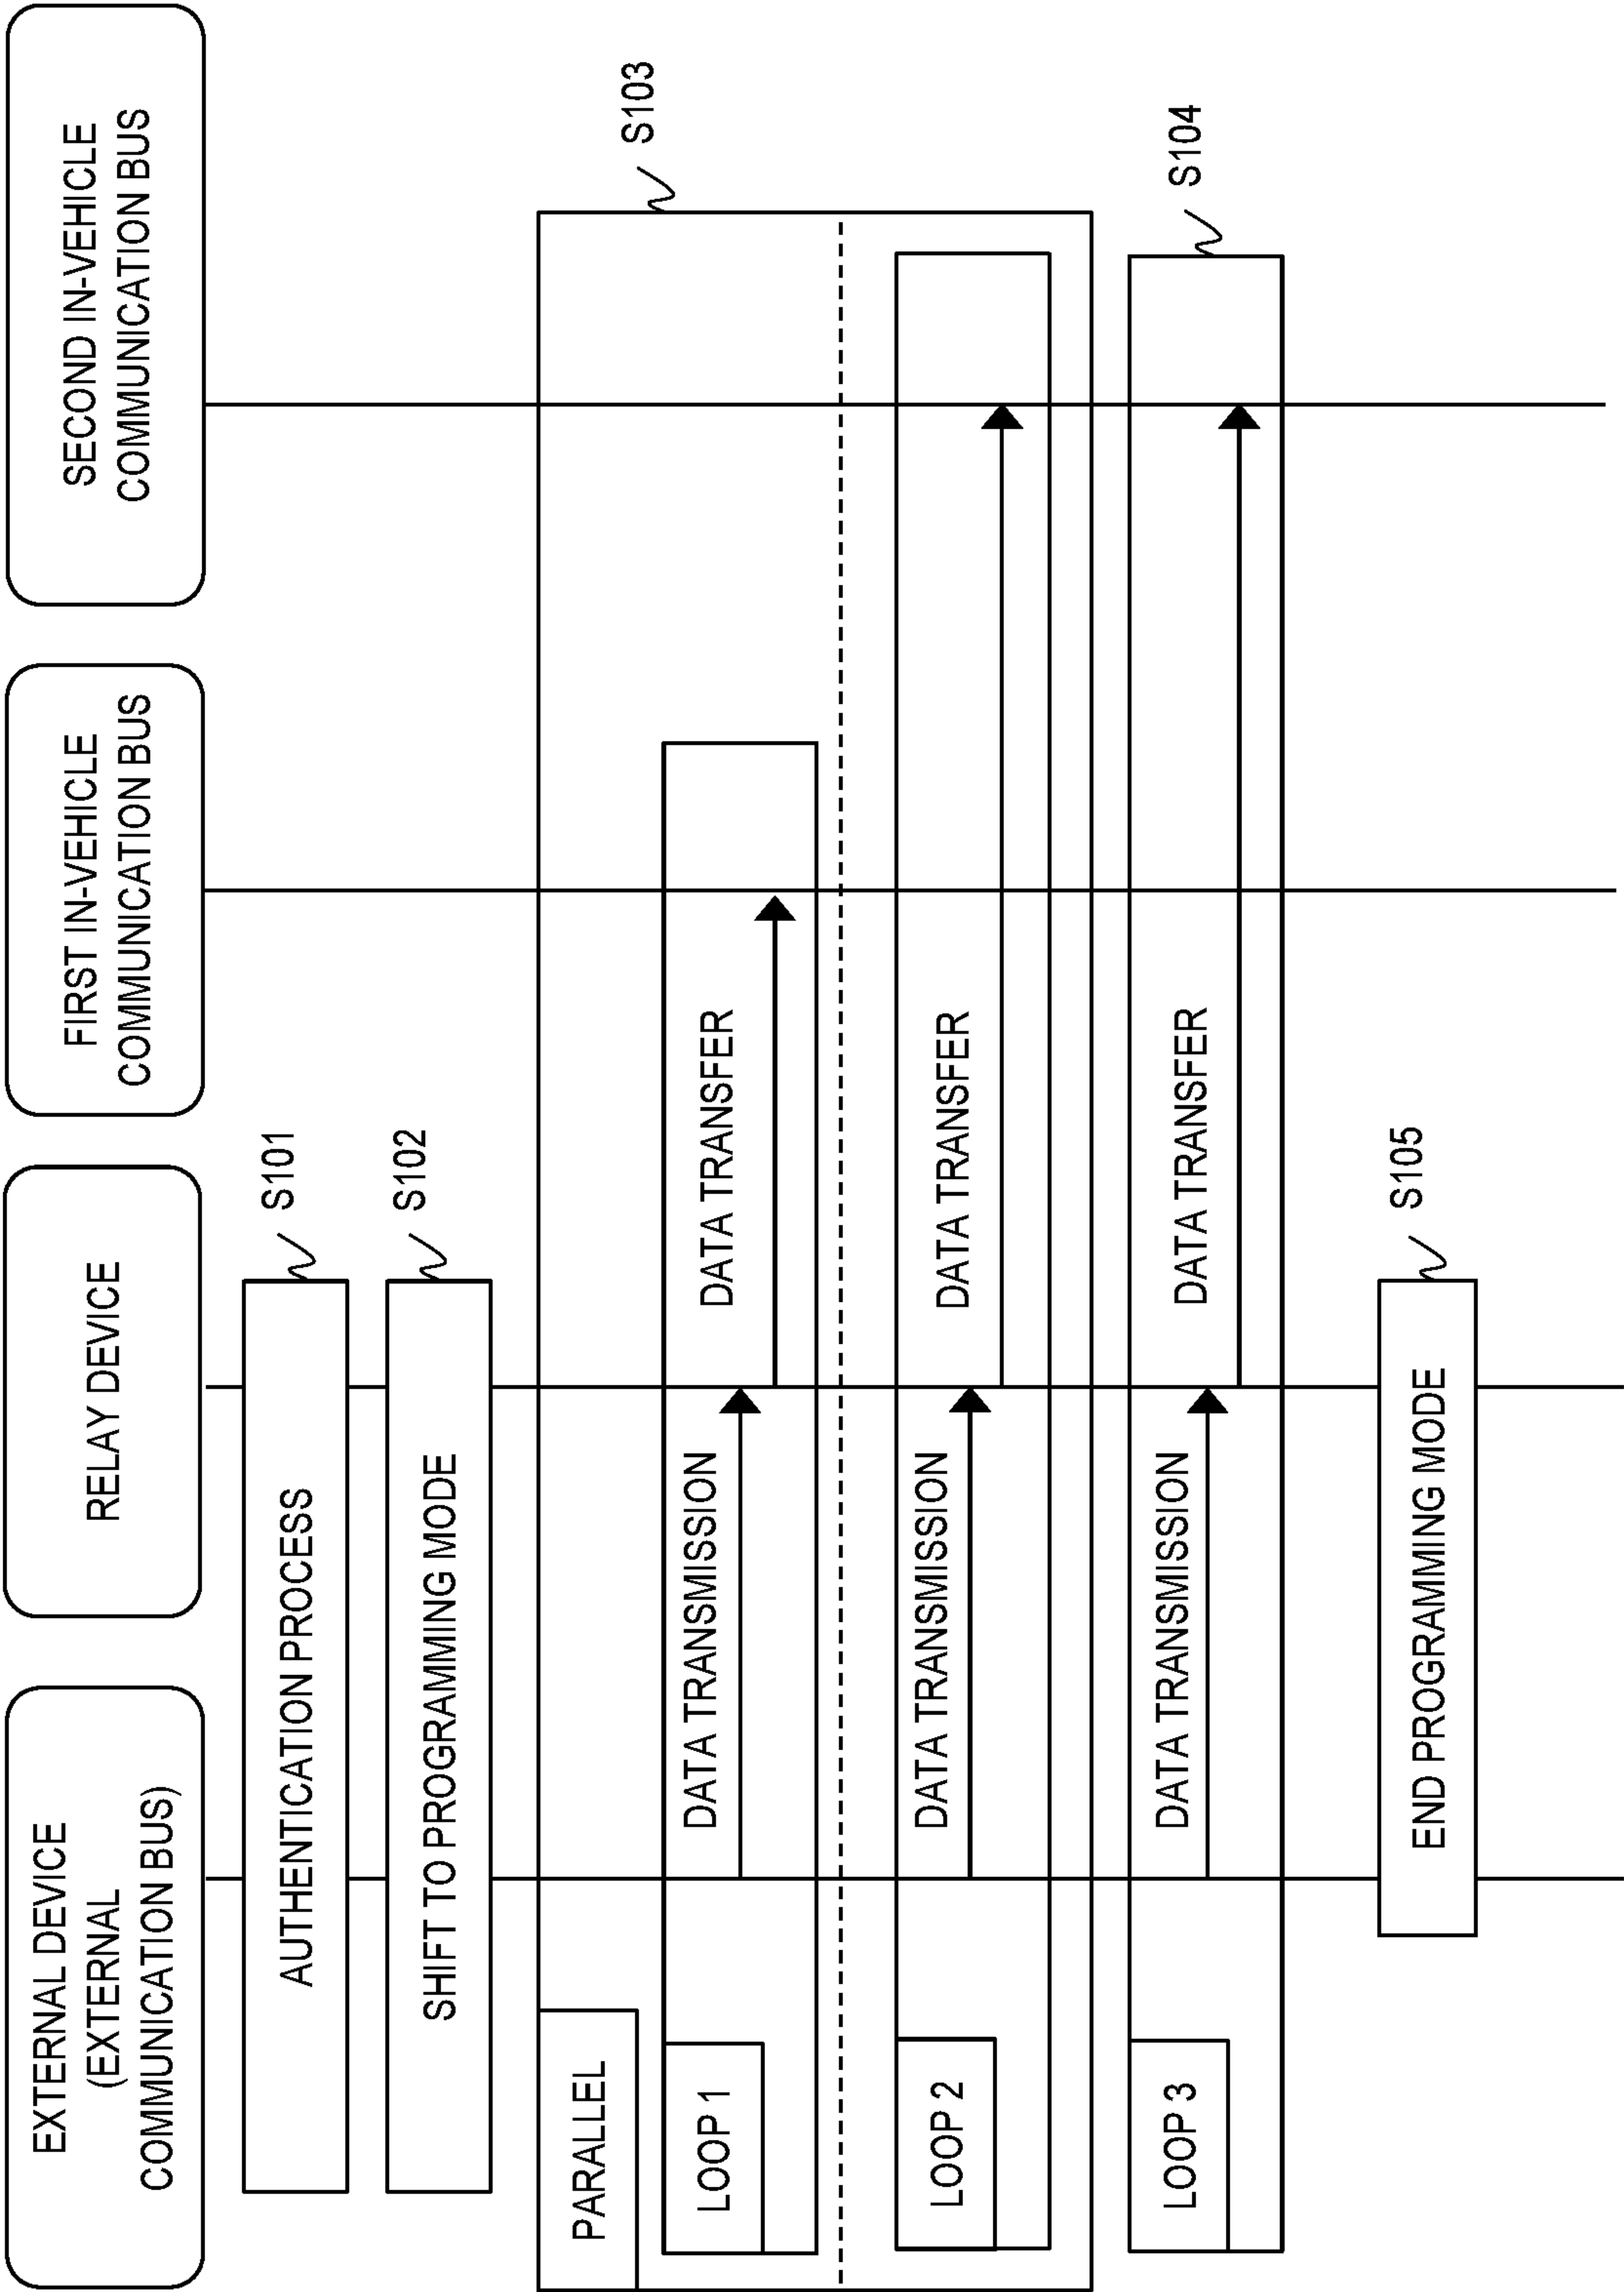 EXTERNAL DEVICE
(EXTERNAL
COMMUNICATION BUS)
RELAY DEVICE
FIRST IN-VEHICLE
COMMUNICATION BUS
SECOND IN-VEHICLE
COMMUNICATION BUS
AUTHENTICATION PROCESS
S101
SHIFT TO PROGRAMMING MODE
S102
PARALLEL
S103
LOOP 1
DATA TRANSMISSION
DATA TRANSFER
LOOP 2
DATA TRANSMISSION
DATA TRANSFER
LOOP 3
DATA TRANSMISSION
DATA TRANSFER
S104
END PROGRAMING MODE
S105